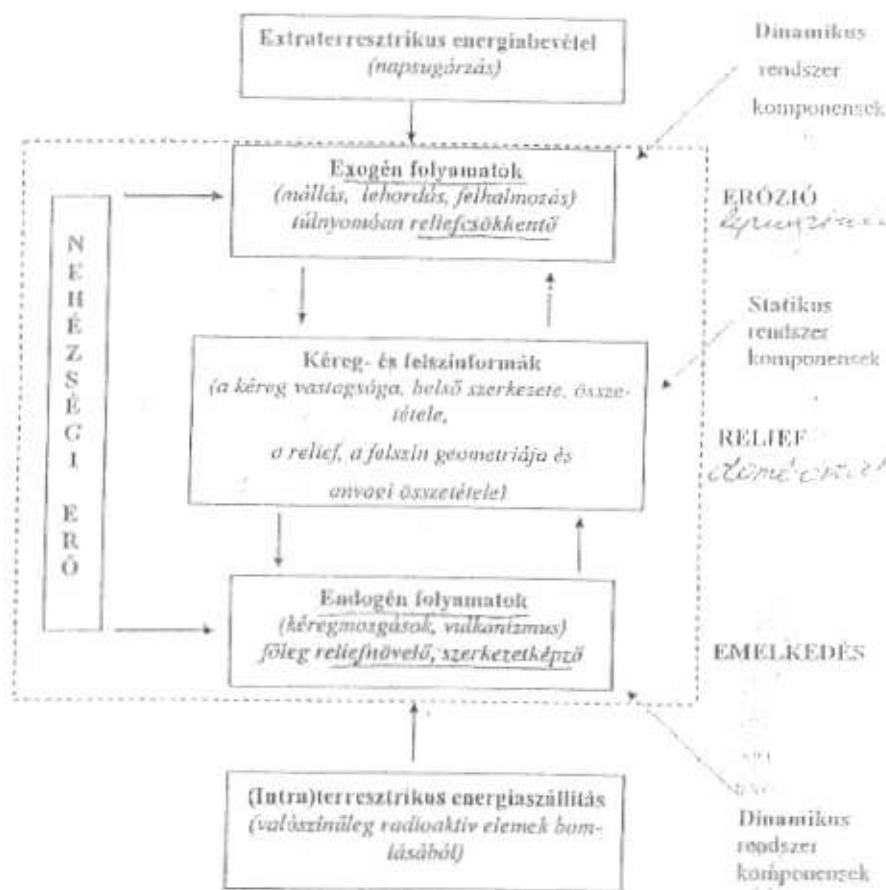 Extraterresztrikus energiabevétel
(napsugárzás)
Dinamikus
rendszer
komponensek
Exogén folyamatok
(mállás, lehordás, felhalmozás)
túlnyomóan reliefcsökkentő
ERÓZIÓ
NEHÉZSÉGI ERŐ
Statikus
rendszer
komponensek
Kéreg- és felszínformák
(a kéreg vastagsága, belső szerkezete, össze-
tétele,
a relief, a felszín geometriája és
anyagi összetétele)
RELIEF
Endogén folyamatok
(kéregmozgások, vulkanizmus)
főleg reliefnövelő, szerkezetképző
EMELKEDÉS
(Intra)terresztrikus energiaszállítás
(valószínűleg radioaktív elemek bom-
lásából)
Dinamikus
rendszer
komponensek